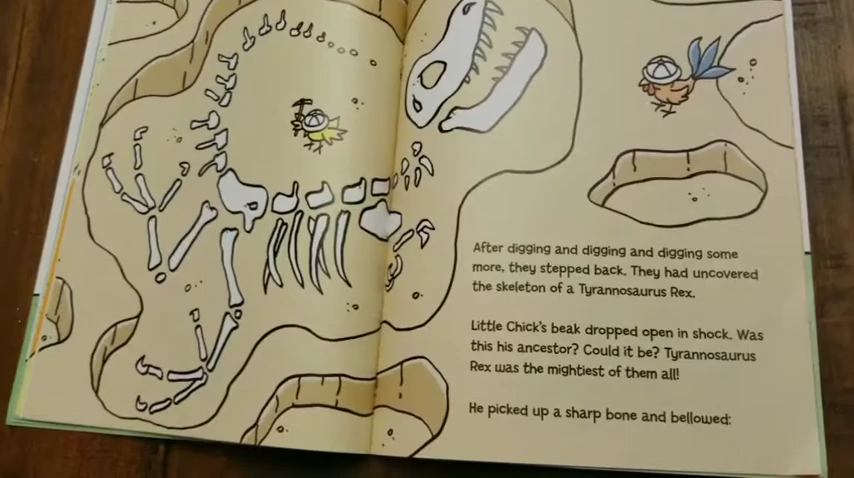 After digging and digging and digging some
more, they stepped back. They had uncovered
the skeleton of a Tyrannosaurus Rex.
Little Chick's beak dropped open in shock. Was
this his ancestor? Could it be? Tyrannosaurus
Rex was the mightiest of them all!
He picked up a sharp bone and bellowed: